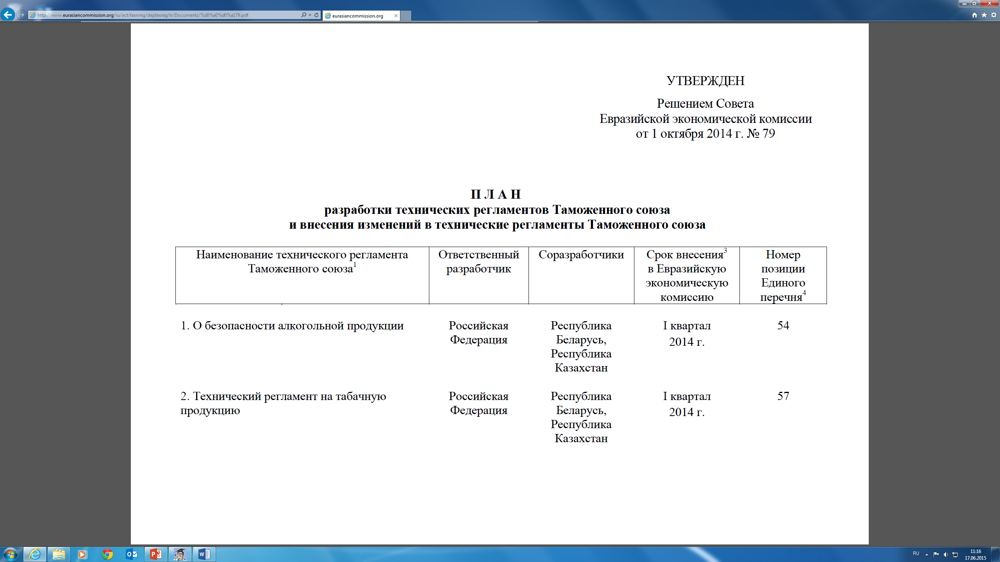 http://www.eurasiancommission.org/ru/act/texnreg/deptexreg/tr/Documents/%d0%a0%d0%a179.pdf
eurasiancommission.org
УТВЕРЖДЕН
Решением Совета
Евразийской экономической комиссии
от 1 октября 2014 г. № 79
П Л А Н
разработки технических регламентов Таможенного союза
и внесения изменений в технические регламенты Таможенного союза
Наименование технического регламента
Таможенного союза1
Ответственный
разработчик
Соразработчики
Срок внесения3
в Евразийскую
экономическую
комиссию
Номер
позиции
Единого
перечня4
1. О безопасности алкогольной продукции
Российская
Федерация
Республика
Беларусь,
Республика
Казахстан
I квартал
2014 г.
54
2. Технический регламент на табачную
продукцию
Российская
Федерация
Республика
Беларусь,
Республика
Казахстан
I квартал
2014 г.
57
RU
11:16
17.06.2015